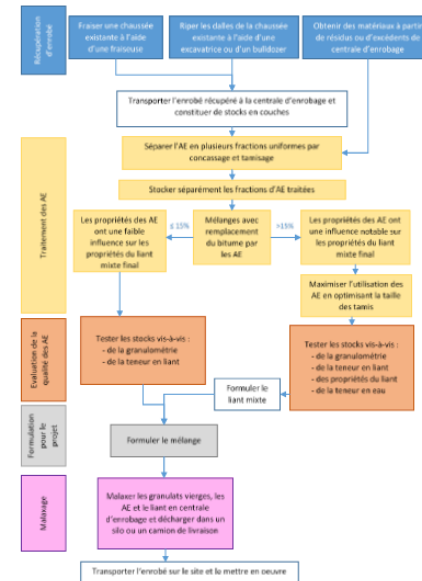 Récupération
d'enrobé
Fraiser une chaussée
existante à l'aide
d'une fraiseuse
Riper les dalles de la chaussée
existante à l'aide d'une
excavatrice ou d'un bulldozer
Obtenir des matériaux à partir
de résidus ou d'excédents de
centrale d'enrobage
Transporter l'enrobé récupéré à la centrale d'enrobage et
constituer de stocks en couches
Traitement des AE
Séparer l'AE en plusieurs fractions uniformes par
concassage et tamisage
Stocker séparément les fractions d'AE traitées
Les propriétés des AE
ont une faible
influence sur les
propriétés du liant
mixte final
≤ 15%
Mélanges avec
remplacement
du bitume par
les AE
>15%
Les propriétés des AE ont
une influence notable sur
les propriétés du liant
mixte final
Maximiser l'utilisation des
AE en optimisant la taille
des tamis
Evaluation de la
qualité des AE
Tester les stocks vis-à-vis :
- de la granulométrie
- de la teneur en liant
Tester les stocks vis-à-vis :
- de la granulométrie
- de la teneur en liant
- des propriétés du liant
- de la teneur en eau
Formuler le
liant mixte
Formulation
pour le
projet
Formuler le mélange
Malaxage
Malaxer les granulats vierges, les
AE et le liant en centrale
d'enrobage et décharger dans un
silo ou un camion de livraison
Transporter l'enrobé sur le site et le mettre en oeuvre